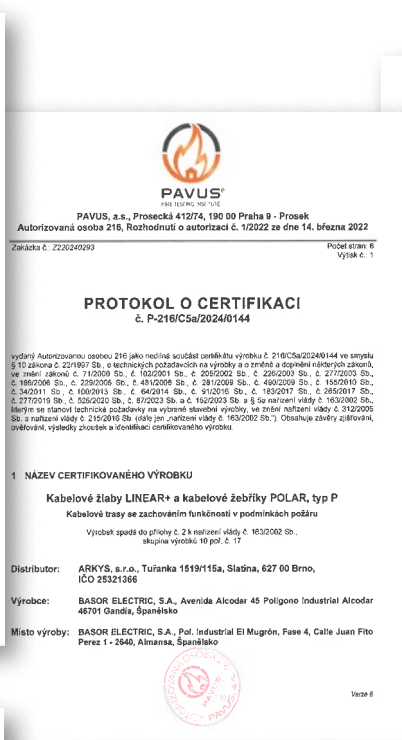 PAVUS®
FIRE TESTING INSTITUTE
PAVUS, a.s., Prosecká 412/74, 190 00 Praha 9 - Prosek
Autorizovaná osoba 216, Rozhodnutí o autorizaci č. 1/2022 ze dne 14. března 2022
Zakázka č.: Z220240293
Počet stran: 6
Výtisk č.: 1
PROTOKOL O CERTIFIKACI
č. P-216/C5a/2024/0144
vydaný Autorizovanou osobou 216 jako nedílná součást certifikátu výrobku č. 216/C5a/2024/0144 ve smyslu
§ 10 zákona č. 22/1997 Sb., o technických požadavcích na výrobky a o změně a doplnění některých zákonů,
ve znění zákonů č. 71/2000 Sb., č. 102/2001 Sb., č. 205/2002 Sb., č. 226/2003 Sb., č. 277/2003 Sb.,
č. 186/2006 Sb., č. 229/2006 Sb., č. 481/2008 Sb., č. 281/2009 Sb., č. 490/2009 Sb., č. 155/2010 Sb.,
č. 34/2011 Sb., č. 100/2013 Sb., č. 64/2014 Sb., č. 91/2016 Sb., č. 183/2017 Sb., č. 265/2017 Sb.,
č. 277/2019 Sb., č. 526/2020 Sb., č. 87/2023 Sb. a č. 152/2023 Sb. a § 5a nařízení vlády č. 163/2002 Sb.,
kterým se stanoví technické požadavky na vybrané stavební výrobky, ve znění nařízení vlády č. 312/2005
Sb. a nařízení vlády č. 215/2016 Sb. (dále jen „nařízení vlády č. 163/2002 Sb."). Obsahuje závěry zjišťování,
ověřování, výsledky zkoušek a identifikaci certifikovaného výrobku.
1 NÁZEV CERTIFIKOVANÉHO VÝROBKU
Kabelové žlaby LINEAR+ a kabelové žebříky POLAR, typ P
Kabelové trasy se zachováním funkčnosti v podmínkách požáru
Výrobek spadá do přílohy č. 2 k nařízení vlády č. 163/2002 Sb.,
skupina výrobků 10 poř. č. 17
Distributor: ARKYS, s.r.o., Tuřanka 1519/115a, Slatina, 627 00 Brno,
IČO 25321366
Výrobce: BASOR ELECTRIC, S.A., Avenida Alcodar 45 Poligono Industrial Alcodar
46701 Gandía, Španělsko
Místo výroby: BASOR ELECTRIC, S.A., Pol. Industrial El Mugrón, Fase 4, Calle Juan Fito
Perez 1 - 2640, Almansa, Španělsko
AUTORIZOVANÁ OSOBA 216
PAVUS
PAVUS, a.s.
Verze 6